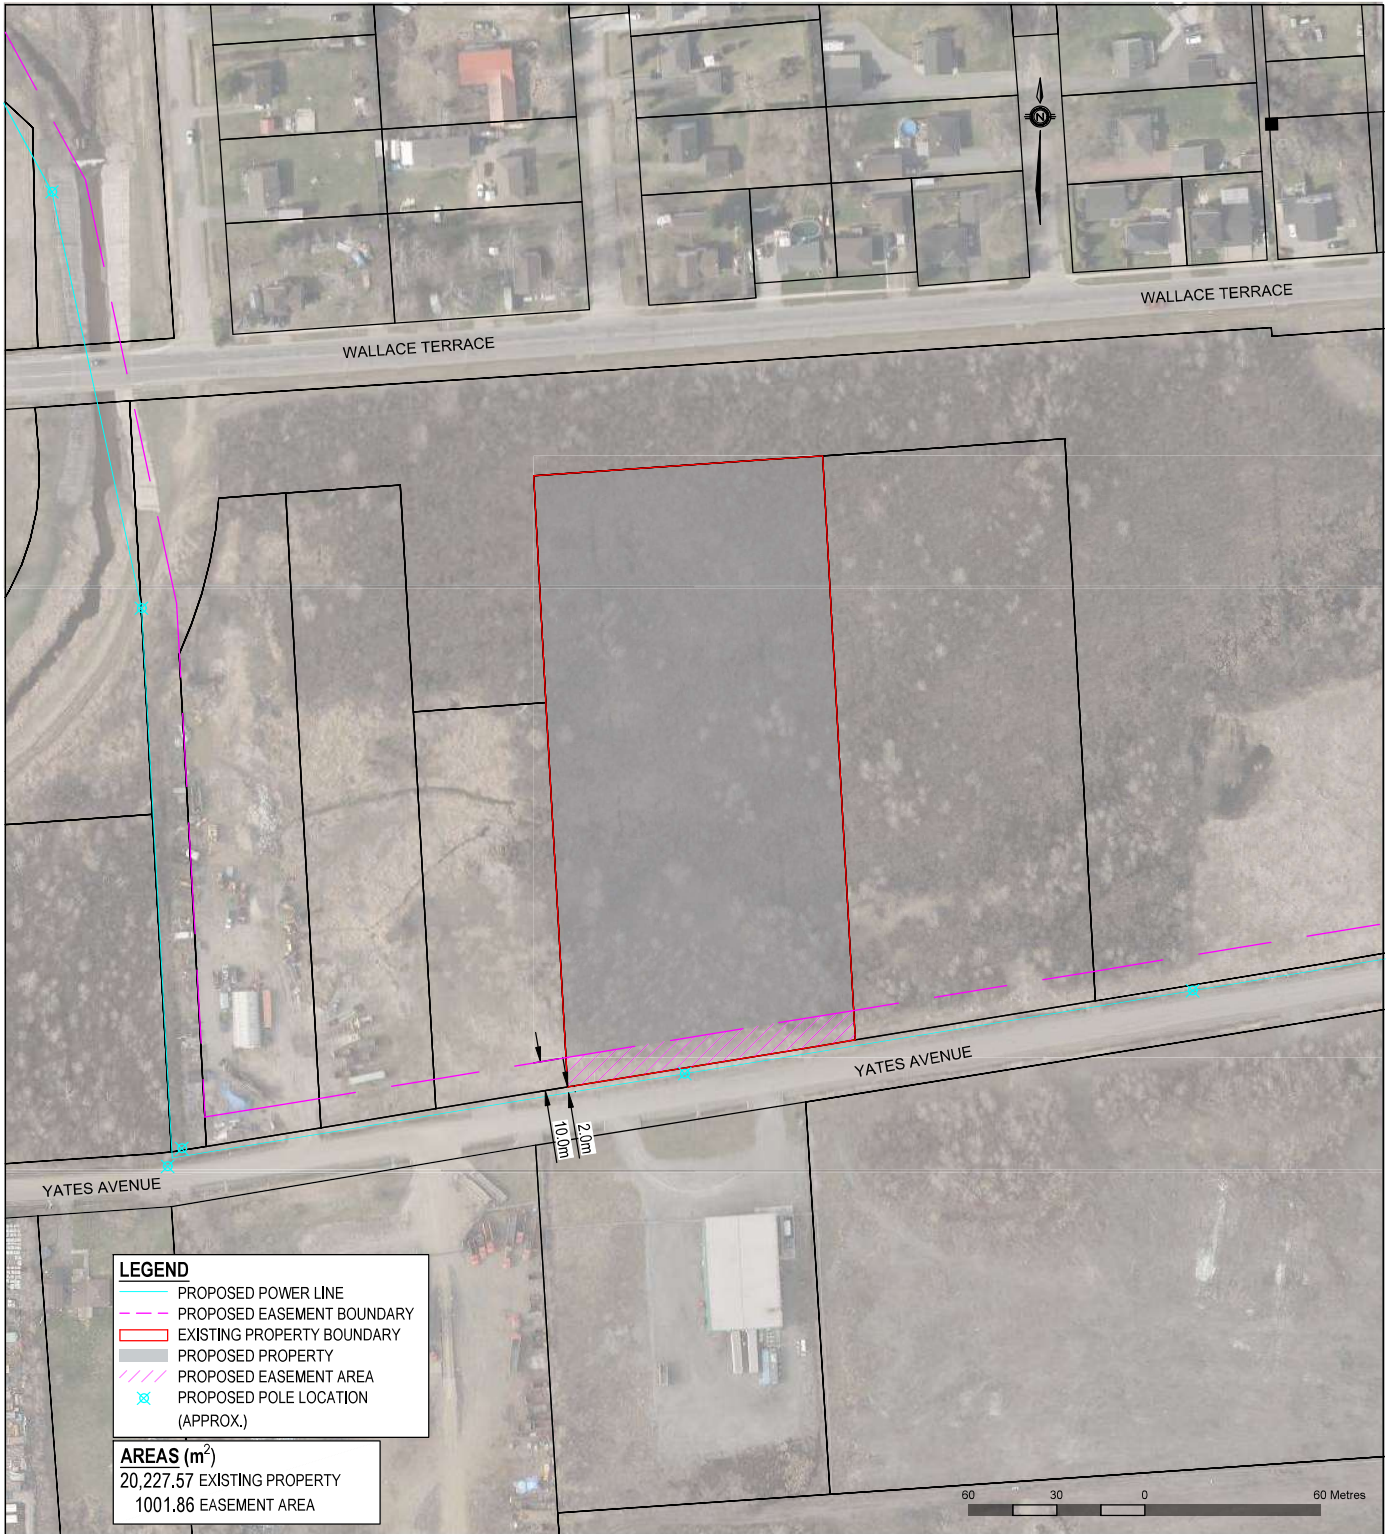 WALLACE TERRACE
N
WALLACE TERRACE
YATES AVENUE
10.0m
2.0m
YATES AVENUE
LEGEND
PROPOSED POWER LINE
PROPOSED EASEMENT BOUNDARY
EXISTING PROPERTY BOUNDARY
PROPOSED PROPERTY
PROPOSED EASEMENT AREA
PROPOSED POLE LOCATION
(APPROX.)
AREAS (m²)
20,227.57 EXISTING PROPERTY
1001.86 EASEMENT AREA
60 30 0 60 Metres